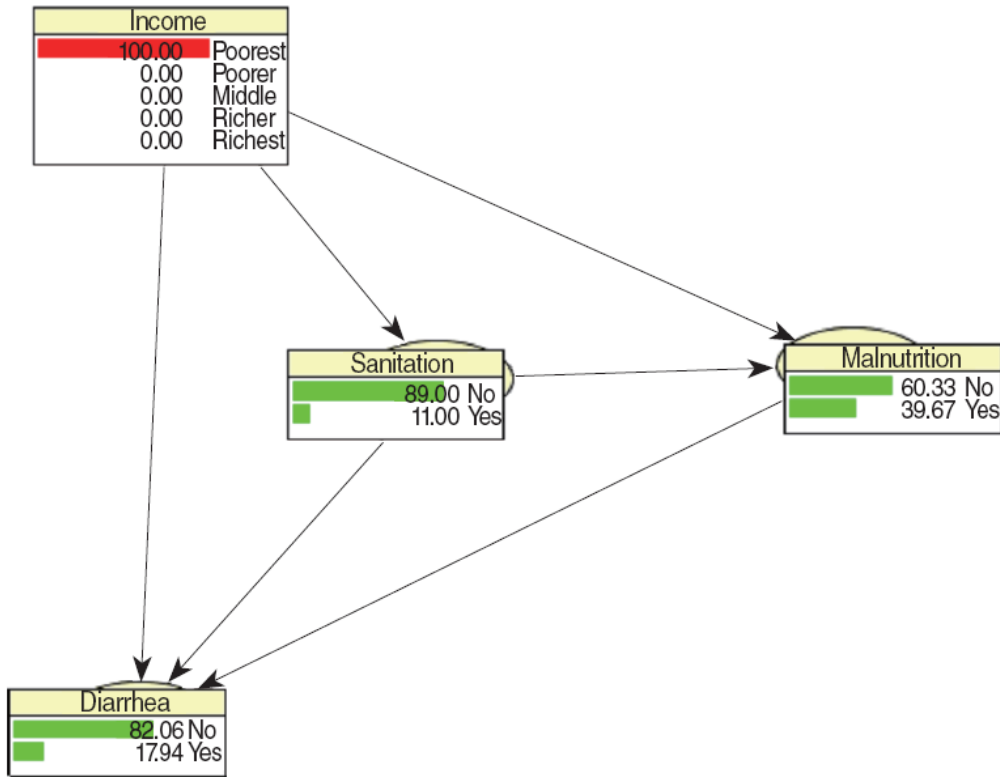 Income
100.00 Poorest
0.00 Poorer
0.00 Middle
0.00 Richer
0.00 Richest
Sanitation
89.00 No
11.00 Yes
Malnutrition
60.33 No
39.67 Yes
Diarrhea
82.06 No
17.94 Yes